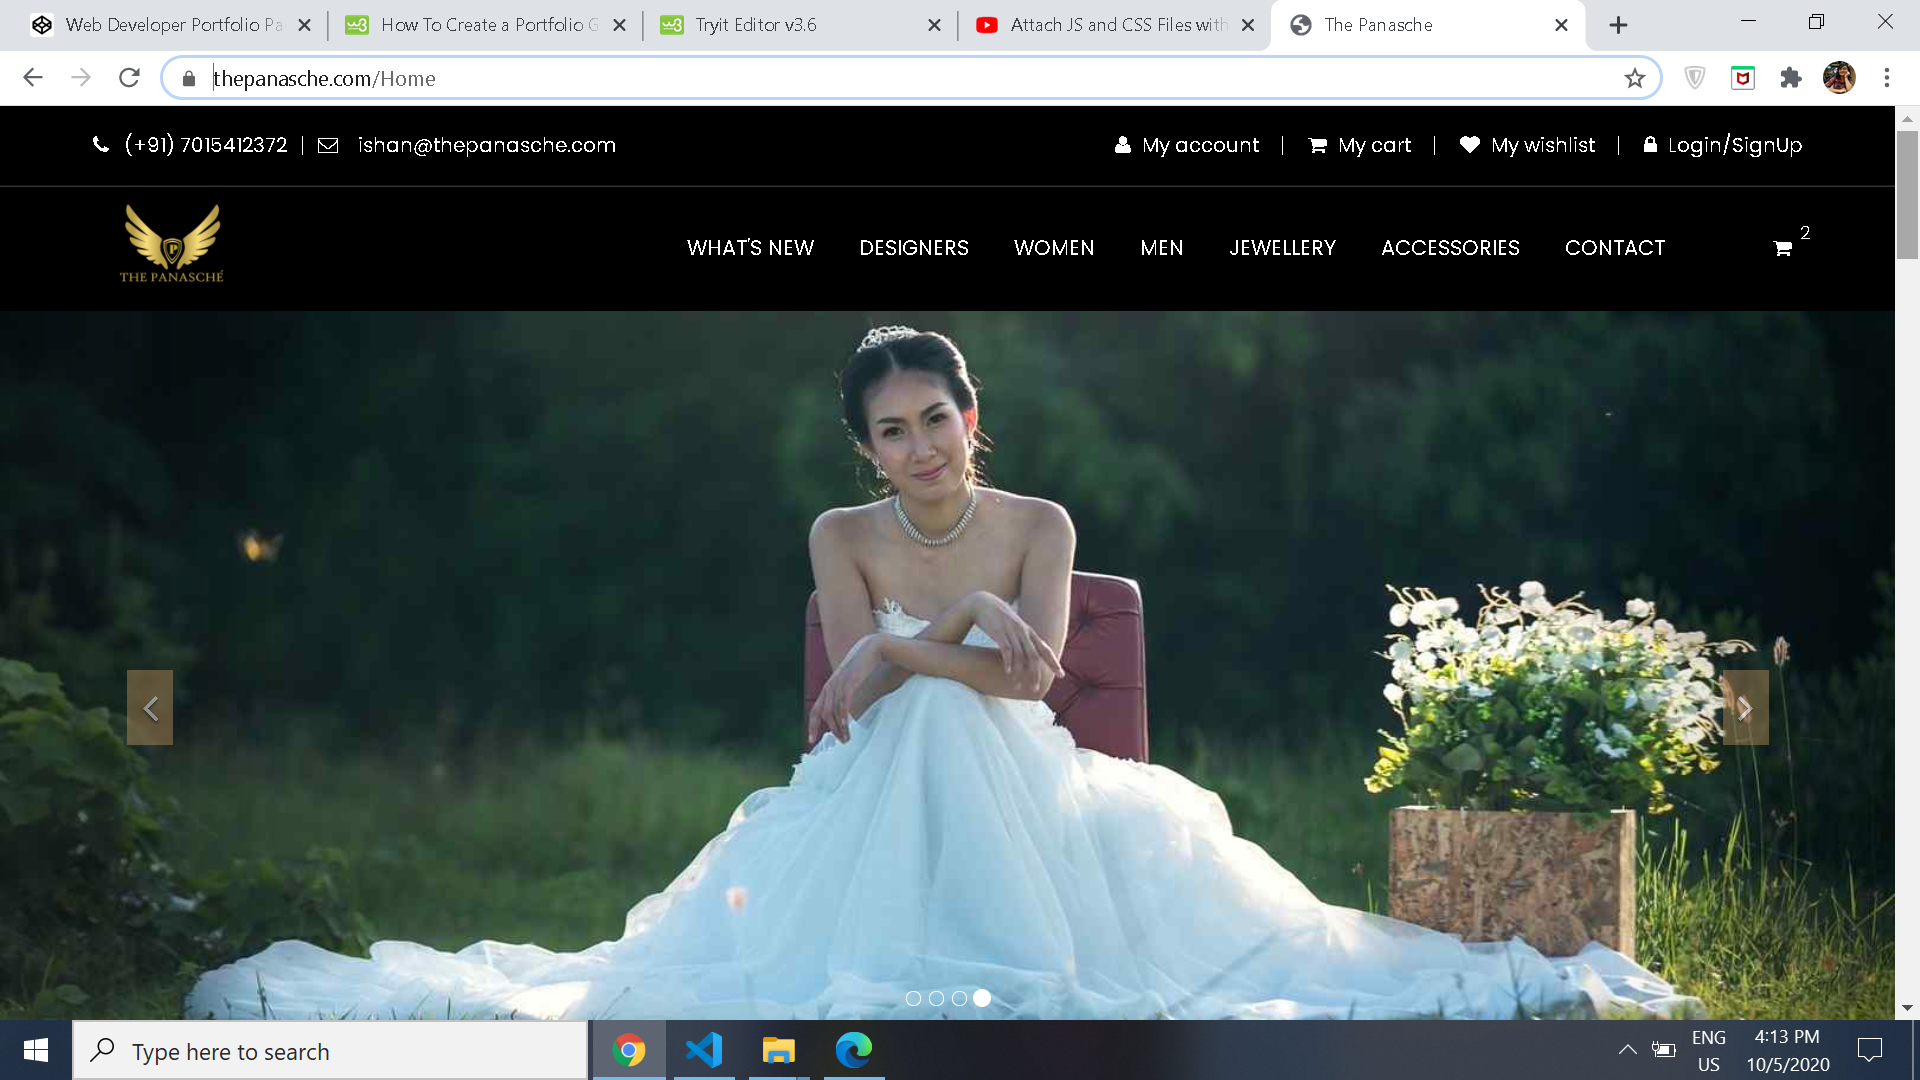 Web Developer Portfolio Pa
How To Create a Portfolio G
Tryit Editor v3.6
Attach JS and CSS Files with
The Panasche
thepanasche.com/Home
(+91) 7015412372 | ishan@thepanasche.com
My account | My cart | My wishlist | Login/SignUp
P
THE PANASCHÉ
WHAT'S NEW DESIGNERS WOMEN MEN JEWELLERY ACCESSORIES CONTACT
2
Type here to search
ENG
US
4:13 PM
10/5/2020